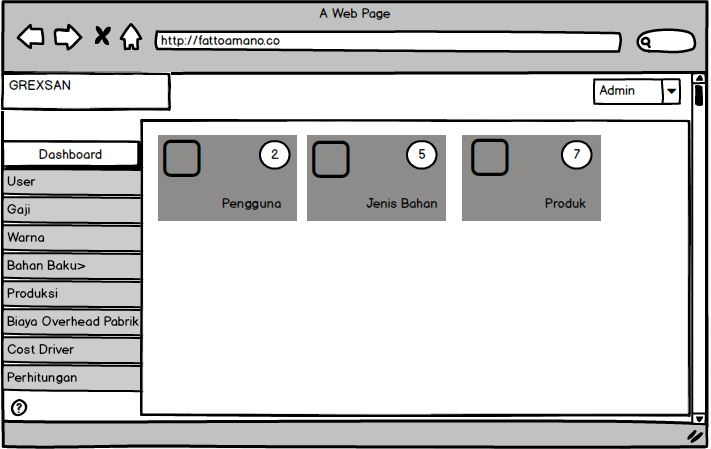 A Web Page
http://fattoamano.co
GREXSAN
Admin
Dashboard
User
Gaji
Warna
Bahan Baku>
Produksi
Biaya Overhead Pabrik
Cost Driver
Perhitungan
?
2
Pengguna
5
Jenis Bahan
7
Produk